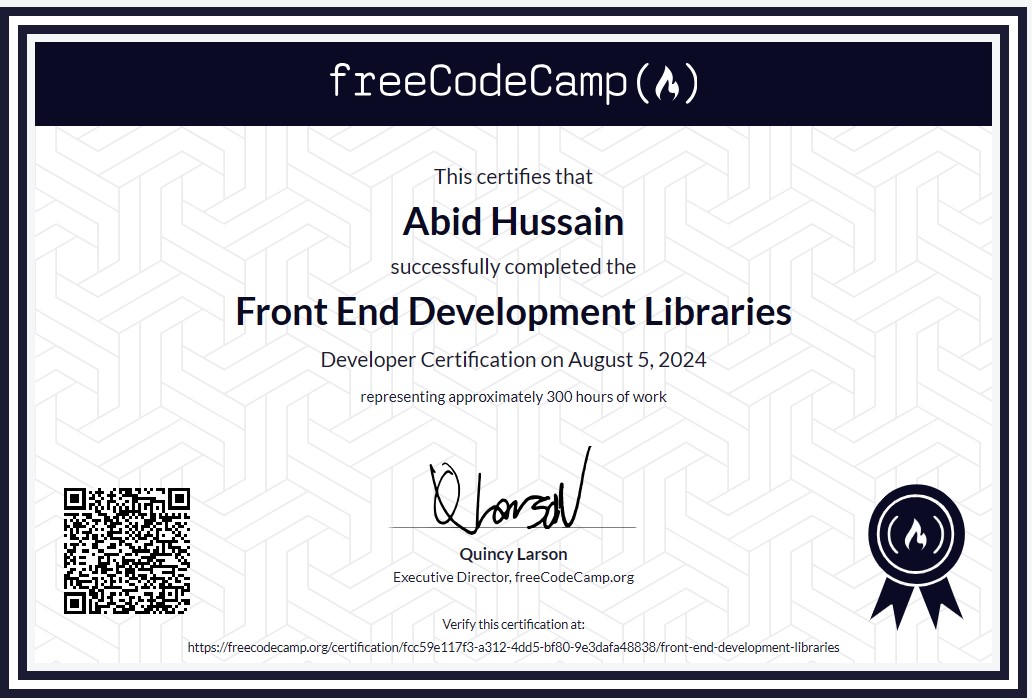 freeCodeCamp
This certifies that
Abid Hussain
successfully completed the
Front End Development Libraries
Developer Certification on August 5, 2024
representing approximately 300 hours of work
Quincy Larson
Executive Director, freeCodeCamp.org
Verify this certification at:
https://freecodecamp.org/certification/fcc59e117f3-a312-4dd5-bf80-9e3dafa48838/front-end-development-libraries